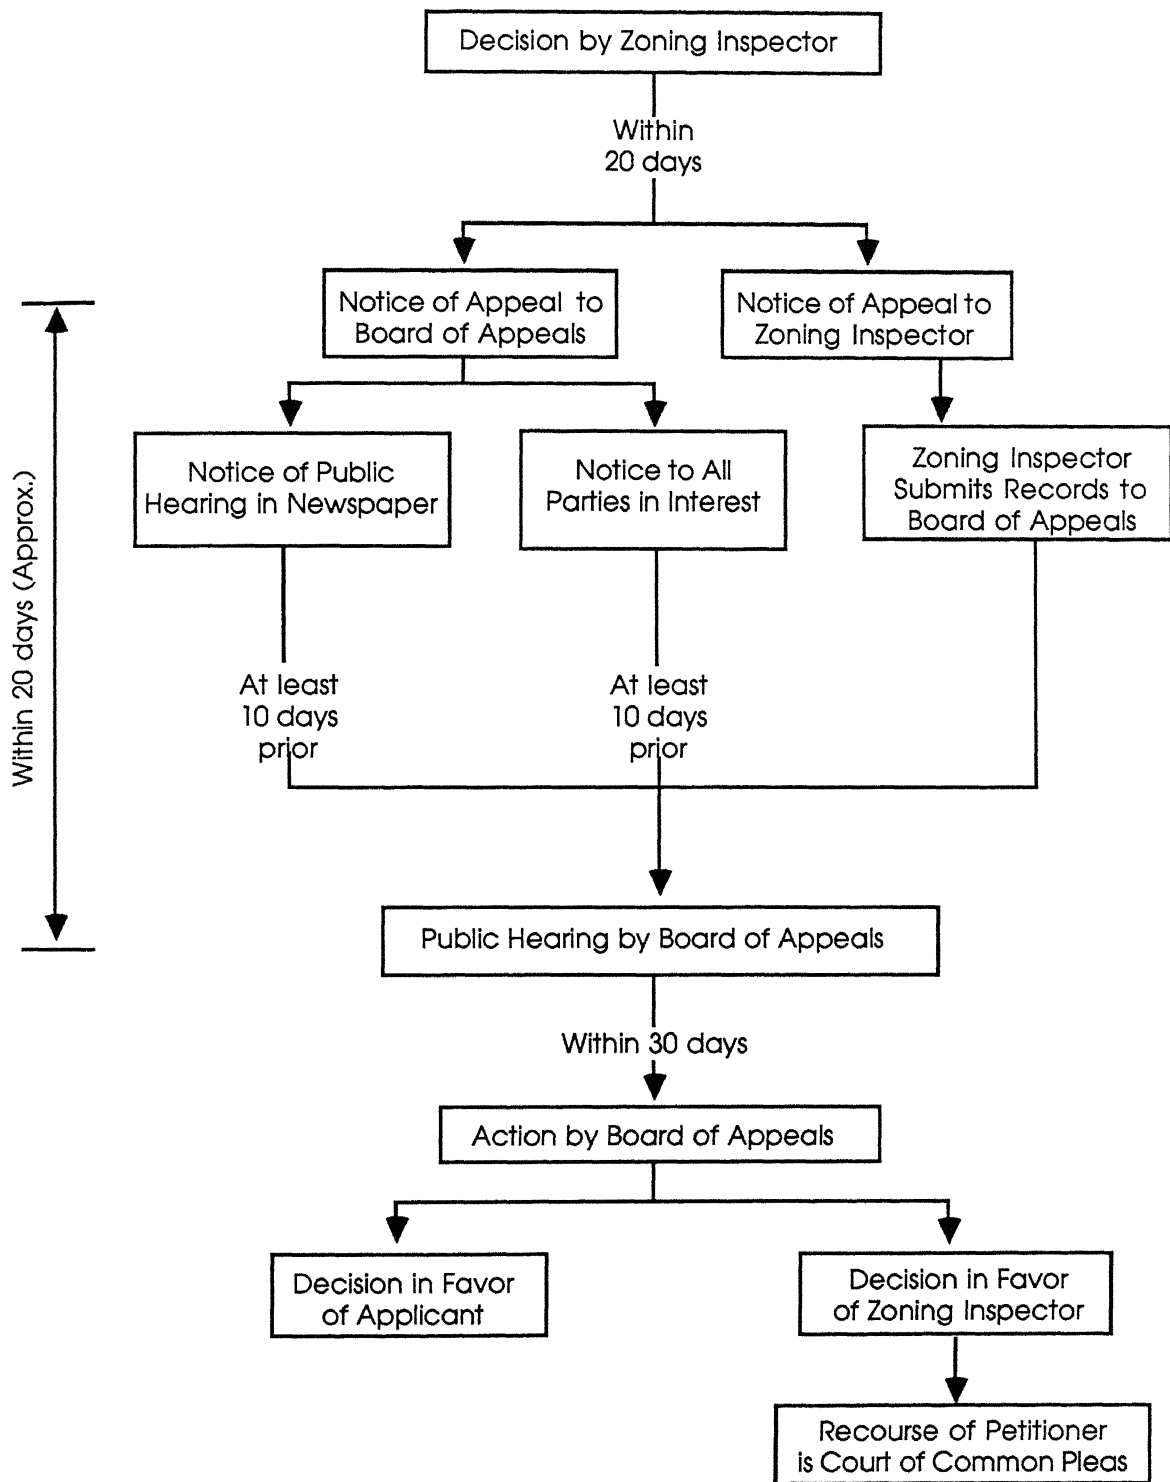 Decision by Zoning Inspector
Within
20 days
Notice of Appeal to
Board of Appeals
Notice of Appeal to
Zoning Inspector
Notice of Public
Hearing in Newspaper
Notice to All
Parties in Interest
Zoning Inspector
Submits Records to
Board of Appeals
Within 20 days (Approx.)
At least
10 days
prior
At least
10 days
prior
Public Hearing by Board of Appeals
Within 30 days
Action by Board of Appeals
Decision in Favor
of Applicant
Decision in Favor
of Zoning Inspector
Recourse of Petitioner
is Court of Common Pleas